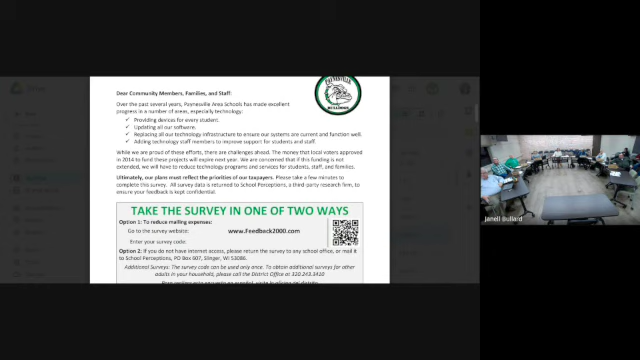 PAYNESVILLE
BULLDOGS
Dear Community Members, Families, and Staff:
Over the past several years, Paynesville Area Schools has made excellent
progress in a number of areas, especially technology:
✓ Providing devices for every student.
✓ Updating all our software.
✓ Replacing all our technology infrastructure to ensure our systems are current and function well.
✓ Adding technology staff members to improve support for students and staff.
While we are proud of these efforts, there are challenges ahead. The money that local voters approved
in 2014 to fund these projects will expire next year. We are concerned that if this funding is not
extended, we will have to reduce technology programs and services for students, staff, and families.
Ultimately, our plans must reflect the priorities of our taxpayers. Please take a few minutes to
complete this survey. All survey data is returned to School Perceptions, a third-party research firm, to
ensure your feedback is kept confidential.
TAKE THE SURVEY IN ONE OF TWO WAYS
Option 1: To reduce mailing expenses:
Go to the survey website: www.Feedback2000.com
Enter your survey code:
Option 2: If you do not have internet access, please return the survey to any school office, or mail it
to School Perceptions, PO Box 607, Slinger, WI 53086.
Additional Surveys: The survey code can be used only once. To obtain additional surveys for other
adults in your household, please call the District Office at 320.243.3410
Janell Bullard